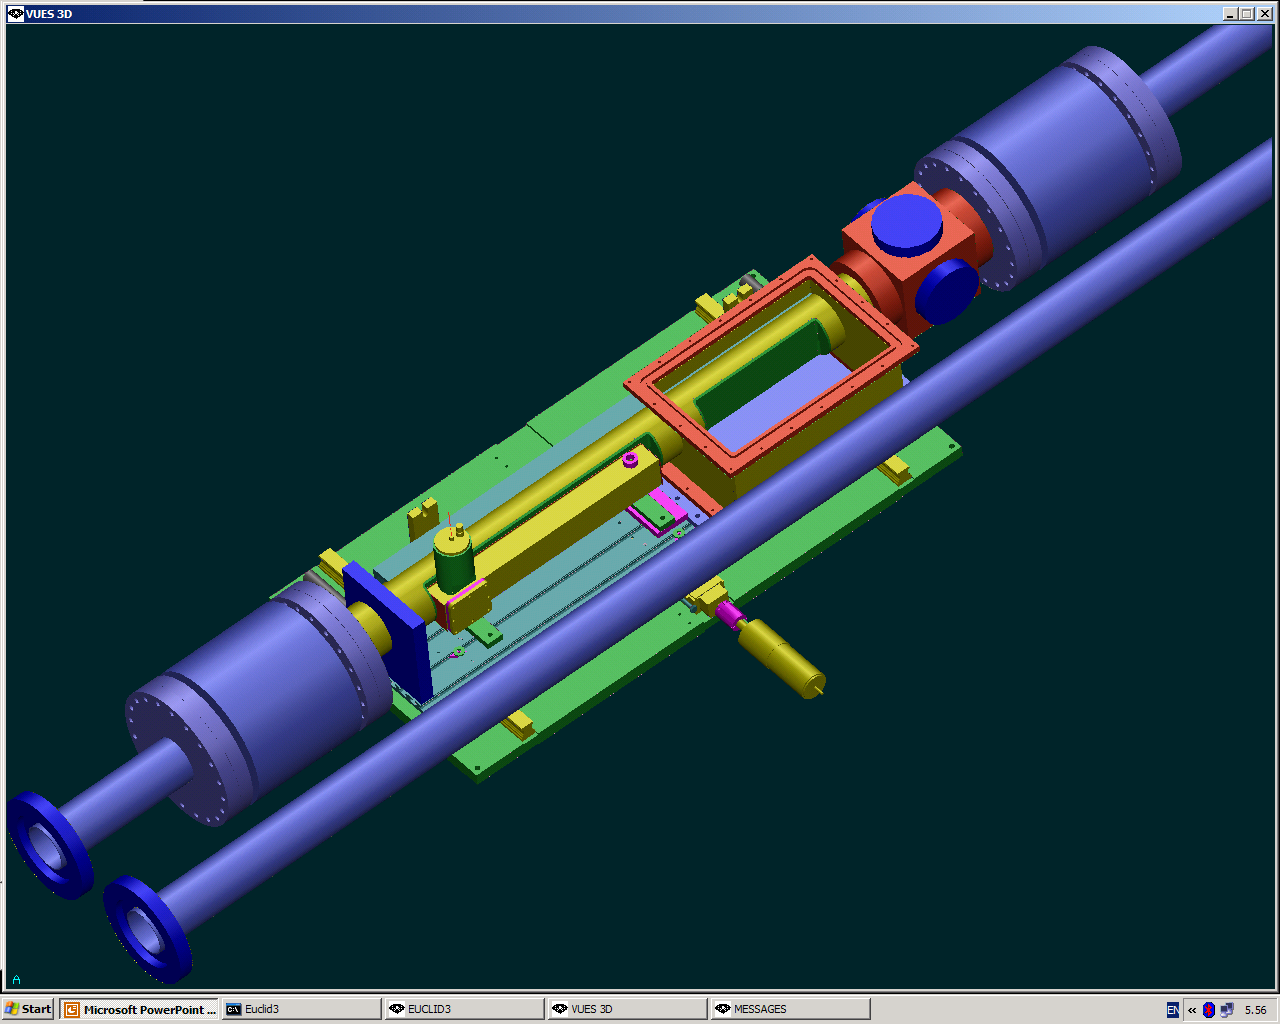 VUES 3D
A
Start
Microsoft PowerPoint ...
Euclid3
EUCLID3
VUES 3D
MESSAGES
EN
«
5.56